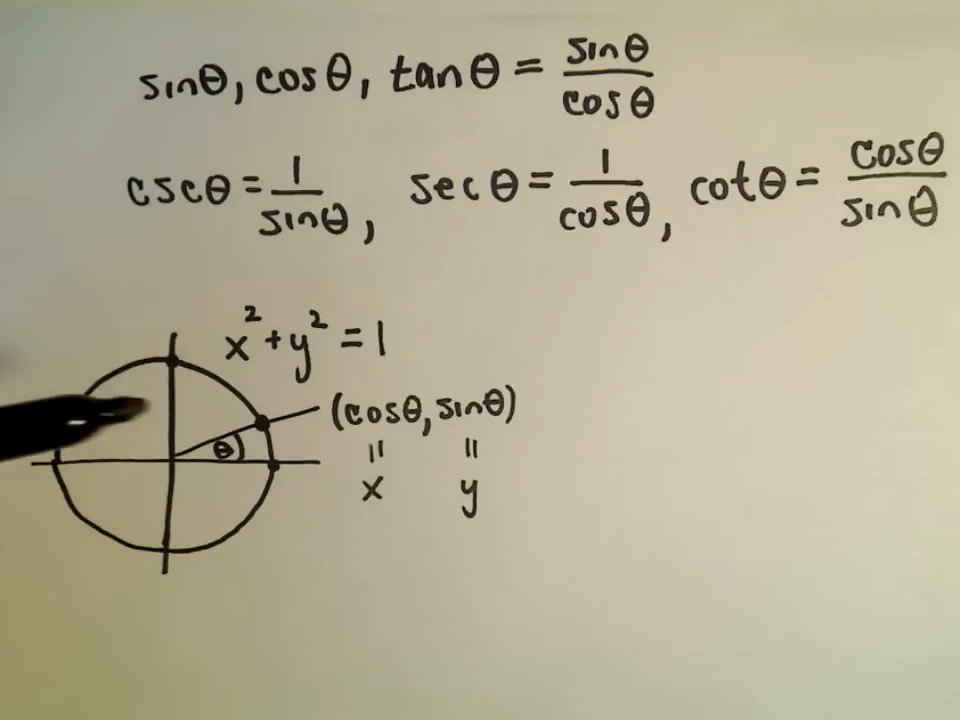 sinθ, cosθ, tanθ = sinθ/cosθ
cscθ = 1/sinθ, secθ = 1/cosθ, cotθ = cosθ/sinθ
x² + y² = 1
(cosθ, sinθ)
θ
= =
x y